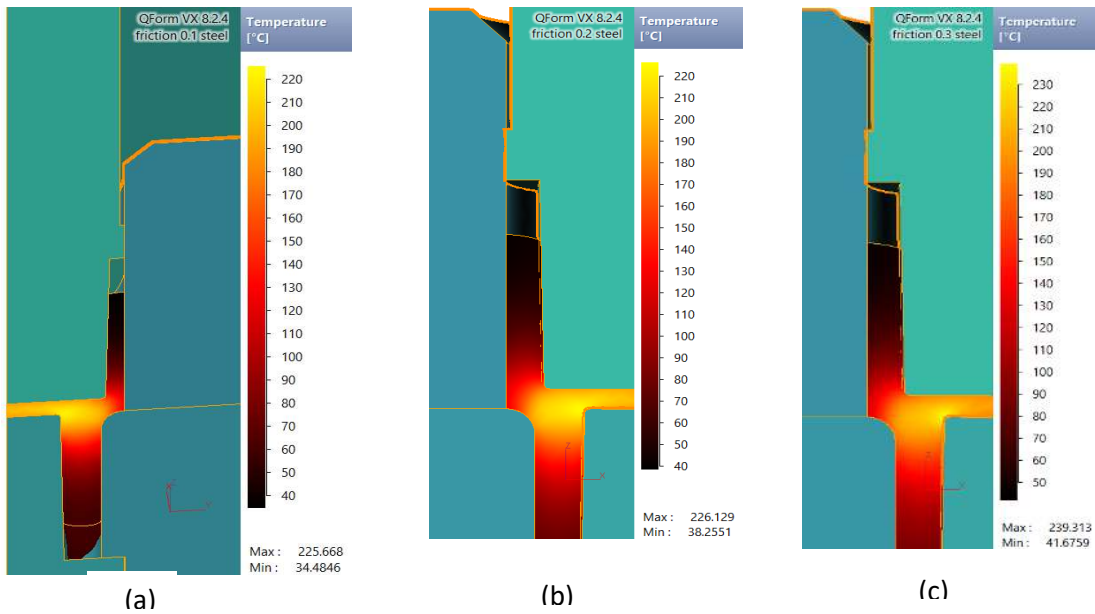 QForm VX 8.2.4
friction 0.1 steel
Temperature
[°C]
220
210
200
190
180
170
160
150
140
130
120
110
100
90
80
70
60
50
40
Max : 225.668
Min : 34.4846
(a)
QForm VX 8.2.4
friction 0.2 steel
Temperature
[°C]
220
210
200
190
180
170
160
150
140
130
120
110
100
90
80
70
60
50
40
Z
X
Max : 226.129
Min : 38.2551
(b)
QForm VX 8.2.4
friction 0.3 steel
Temperature
[°C]
230
220
210
200
190
180
170
160
150
140
130
120
110
100
90
80
70
60
50
Z
X
Max : 239.313
Min : 41.6759
(c)